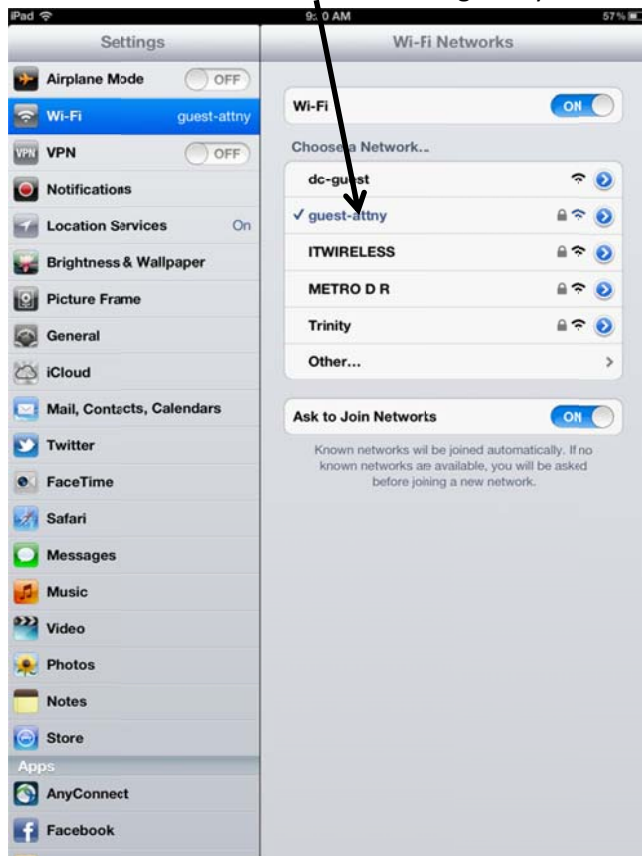 iPad
57%
Settings
Airplane Mode OFF
Wi-Fi guest-attny
VPN VPN OFF
Notifications
Location Services On
Brightness & Wallpaper
Picture Frame
General
iCloud
Mail, Contacts, Calendars
Twitter
FaceTime
Safari
Messages
Music
Video
Photos
Notes
Store
Apps
AnyConnect
Facebook
Wi-Fi Networks
Wi-Fi ON
Choose a Network...
dc-guest
✓ guest-attny
ITWIRELESS
METRO D R
Trinity
Other... >
Ask to Join Networks ON
Known networks will be joined automatically. If no
known networks are available, you will be asked
before joining a new network.